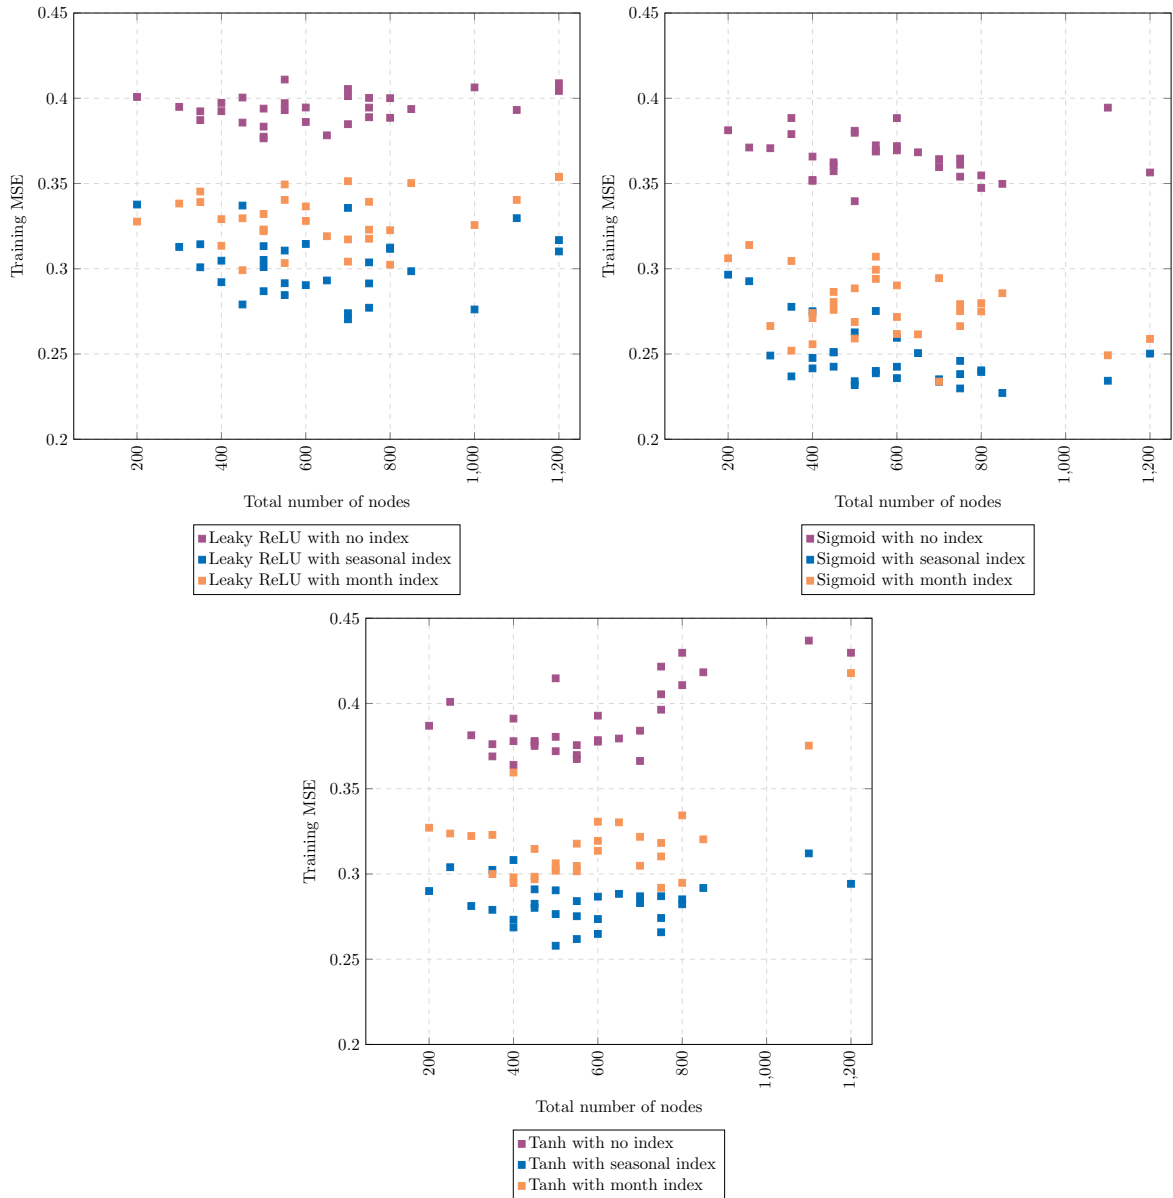 0.45
0.4
0.35
0.3
0.25
0.2
Training MSE
200
400
600
800
1,000
1,200
Total number of nodes
Leaky ReLU with no index
Leaky ReLU with seasonal index
Leaky ReLU with month index
0.45
0.4
0.35
0.3
0.25
0.2
Training MSE
200
400
600
800
1,000
1,200
Total number of nodes
Sigmoid with no index
Sigmoid with seasonal index
Sigmoid with month index
0.45
0.4
0.35
0.3
0.25
0.2
Training MSE
200
400
600
800
1,000
1,200
Total number of nodes
Tanh with no index
Tanh with seasonal index
Tanh with month index